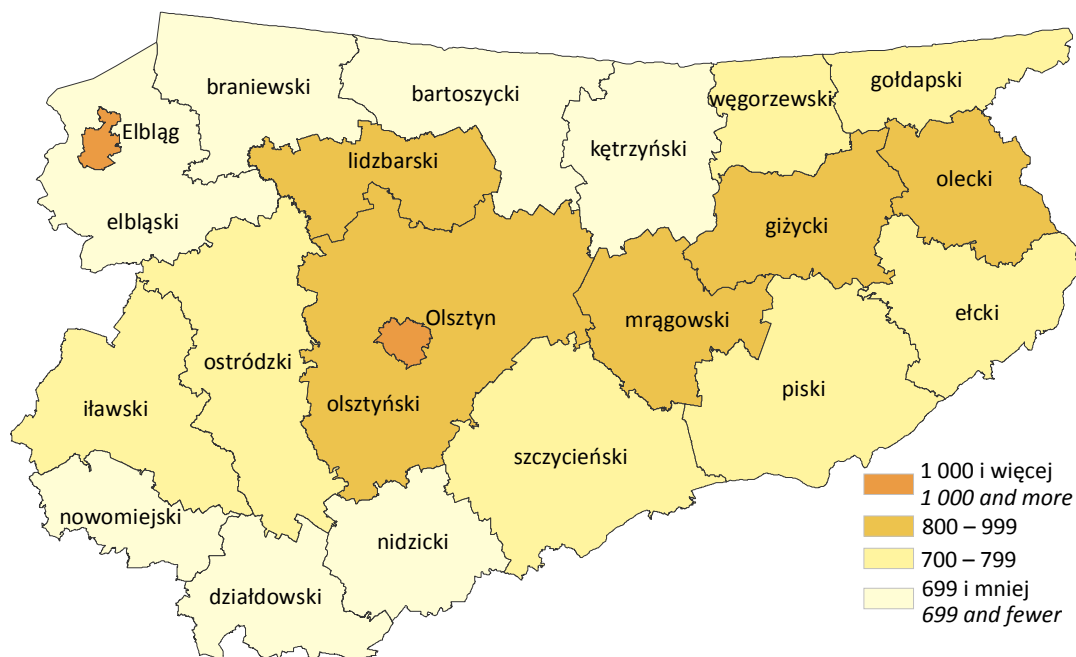 gołdapski
braniewski
bartoszycki
węgorzewski
Elbląg
kętrzyński
lidzbarski
olecki
elbląski
giżycki
Olsztyn
mrągowski
ełcki
ostródzki
iławski
olsztyński
piski
szczycieński
nowomiejski
nidzicki
działdowski
1 000 i więcej
1 000 and more
800 – 999
700 – 799
699 i mniej
699 and fewer